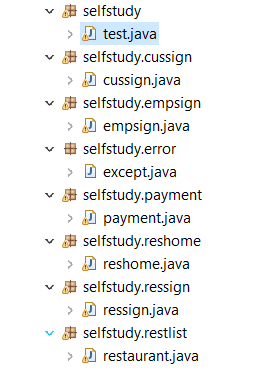 selfstudy
test.java
selfstudy.cussign
cussign.java
selfstudy.empsign
empsign.java
selfstudy.error
except.java
selfstudy.payment
payment.java
selfstudy.reshome
reshome.java
selfstudy.ressign
ressign.java
selfstudy.restlist
restaurant.java